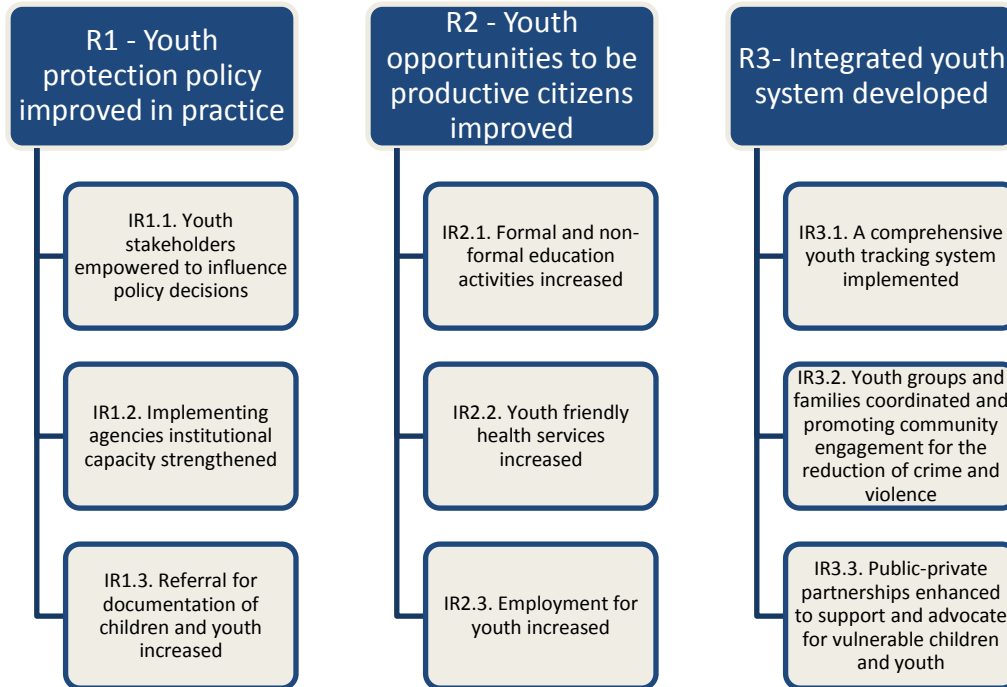 R1 - Youth
protection policy
improved in practice
IR1.1. Youth
stakeholders
empowered to influence
policy decisions
IR1.2. Implementing
agencies institutional
capacity strengthened
IR1.3. Referral for
documentation of
children and youth
increased
R2 - Youth
opportunities to be
productive citizens
improved
IR2.1. Formal and non-
formal education
activities increased
IR2.2. Youth friendly
health services
increased
IR2.3. Employment for
youth increased
R3- Integrated youth
system developed
IR3.1. A comprehensive
youth tracking system
implemented
IR3.2. Youth groups and
families coordinated and
promoting community
engagement for the
reduction of crime and
violence
IR3.3. Public-private
partnerships enhanced
to support and advocate
for vulnerable children
and youth